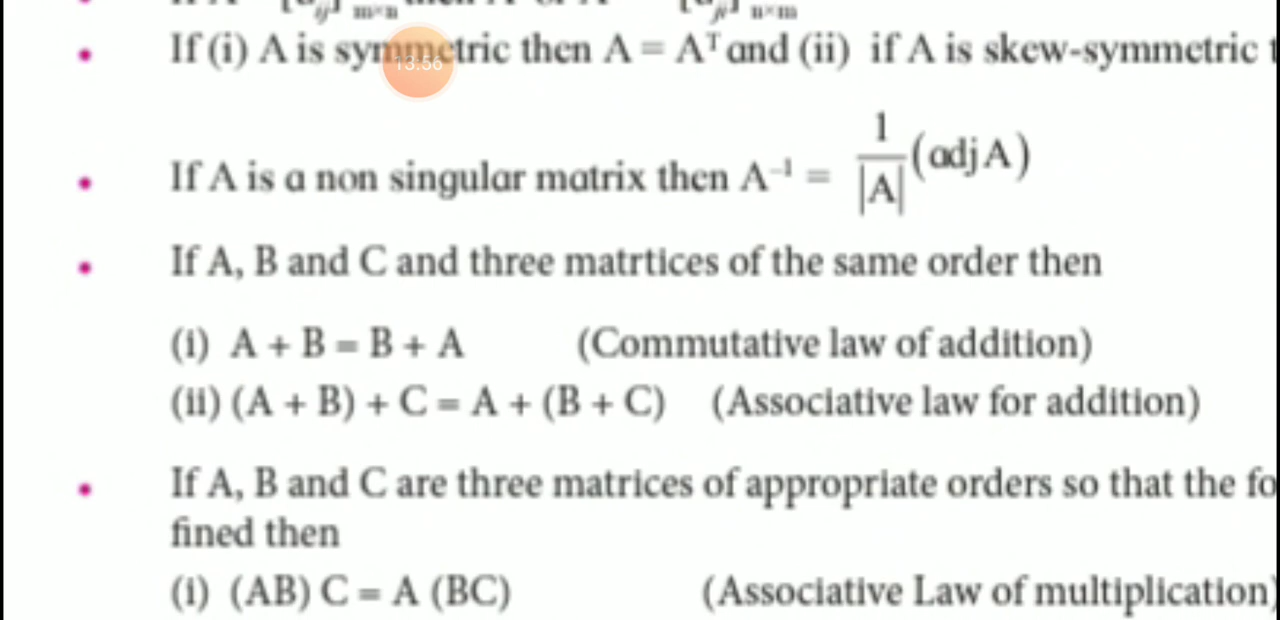 • If (i) A is symmetric then A = Aᵀ and (ii) if A is skew-symmetric
13:56
• If A is a non singular matrix then A⁻¹ = 1/|A| (adj A)
• If A, B and C and three matrtices of the same order then
(i) A + B = B + A (Commutative law of addition)
(ii) (A + B) + C = A + (B + C) (Associative law for addition)
• If A, B and C are three matrices of appropriate orders so that the fo
fined then
(i) (AB) C = A (BC) (Associative Law of multiplication)